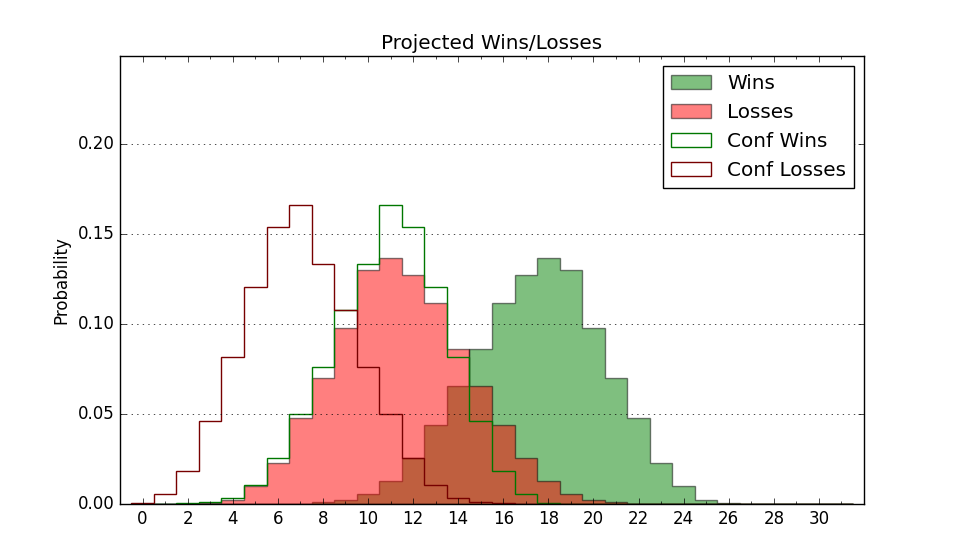 Projected Wins/Losses
Wins
Losses
Conf Wins
Conf Losses
Probability
0.20
0.15
0.10
0.05
0.00
0 2 4 6 8 10 12 14 16 18 20 22 24 26 28 30